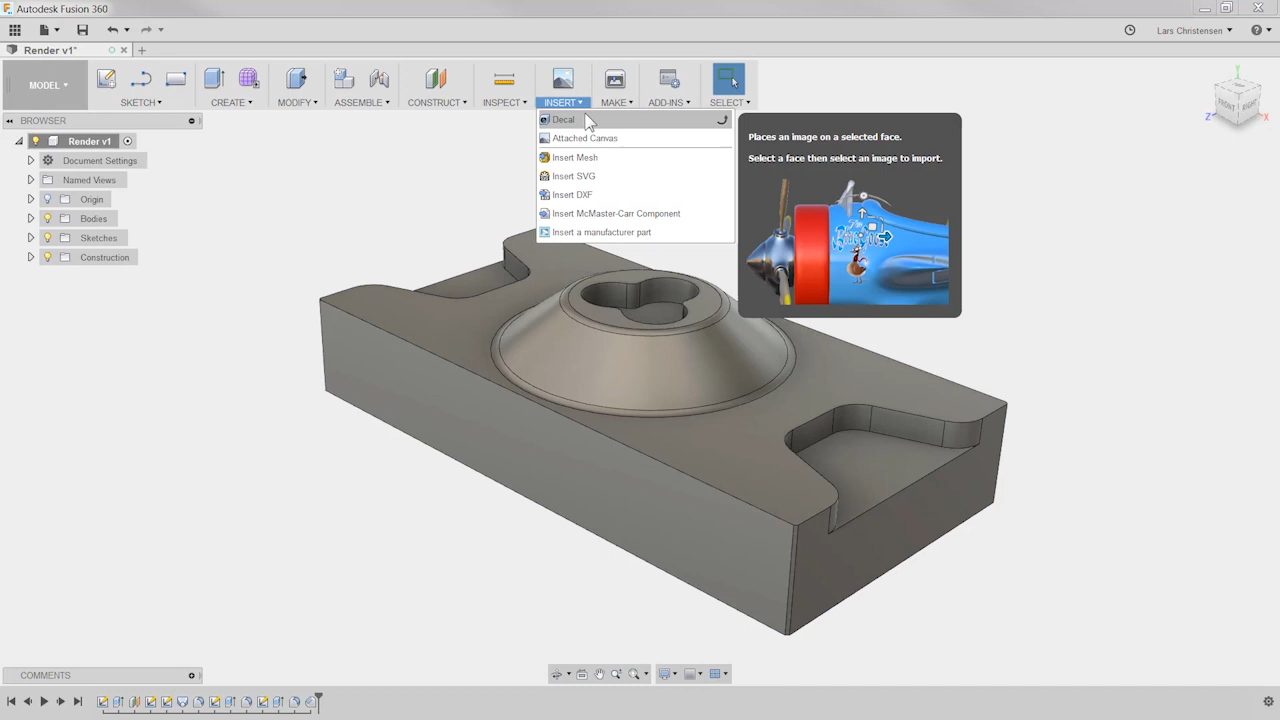 Autodesk Fusion 360
Lars Christensen
Render v1*
MODEL
SKETCH
CREATE
MODIFY
ASSEMBLE
CONSTRUCT
INSPECT
INSERT
MAKE
ADD-INS
SELECT
BROWSER
Render v1
Document Settings
Named Views
Origin
Bodies
Sketches
Construction
Decal
Attached Canvas
Insert Mesh
Insert SVG
Insert DXF
Insert McMaster-Carr Component
Insert a manufacturer part
Places an image on a selected face.
Select a face then select an image to import.
Y
FRONT
RIGHT
Z
X
COMMENTS